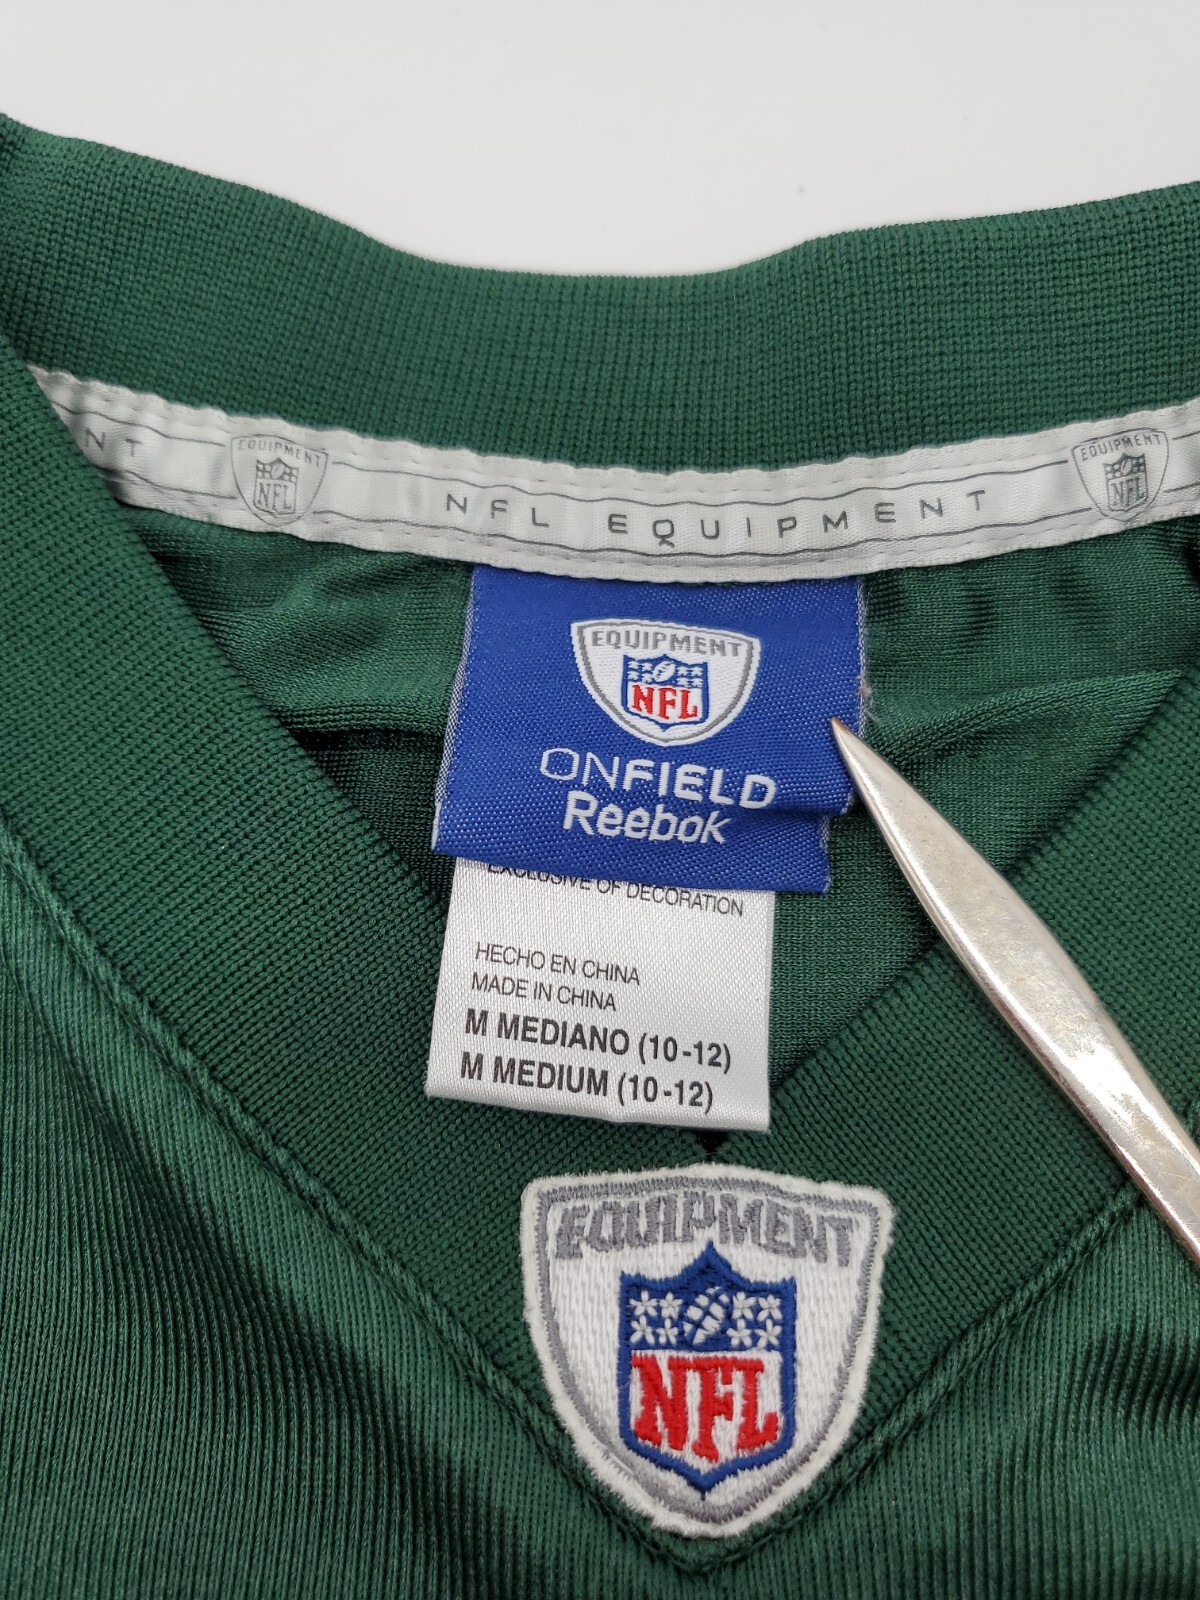 NT
EQUIPMENT
NFL
NFL EQUIPMENT
EQUIPMENT
NFL
EQUIPMENT
NFL
ONFIELD
Reebok
EXCLUSIVE OF DECORATION
HECHO EN CHINA
MADE IN CHINA
M MEDIANO (10-12)
M MEDIUM (10-12)
EQUIPMENT
NFL